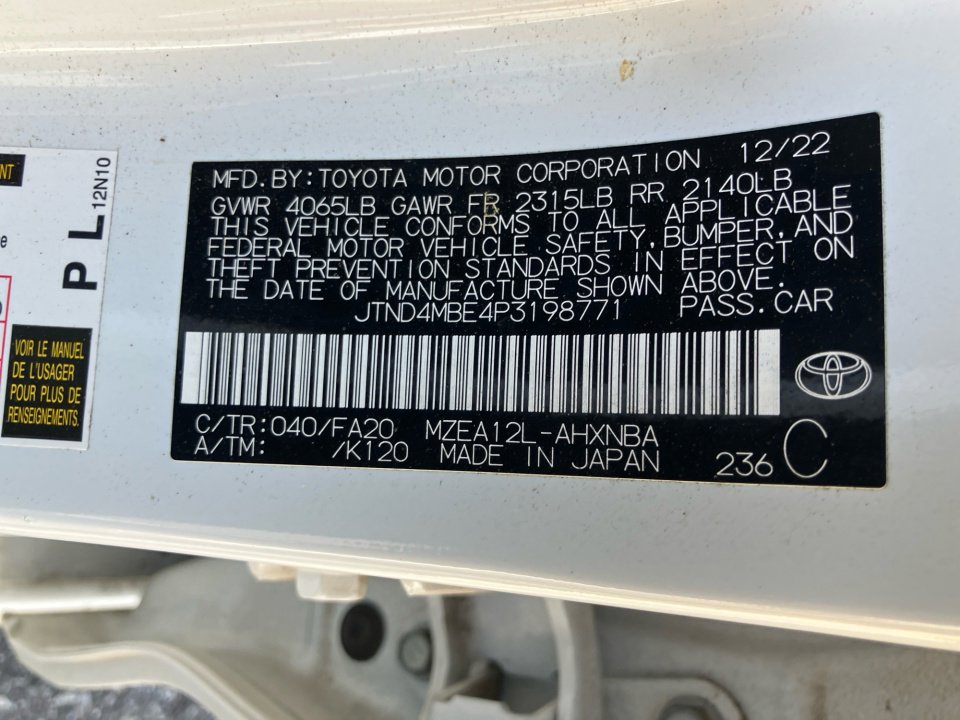 MFD.BY:TOYOTA MOTOR CORPORATION 12/22
GVWR 4065LB GAWR FR 2315LB RR 2140LB
THIS VEHICLE CONFORMS TO ALL APPLICABLE
FEDERAL MOTOR VEHICLE SAFETY,BUMPER,AND
THEFT PREVENTION STANDARDS IN EFFECT ON
THE DATE OF MANUFACTURE SHOWN ABOVE.
JTND4MBE4P3198771 PASS.CAR
C/TR:040/FA20 MZEA12L-AHXNBA
A/TM: /K120 MADE IN JAPAN 236 C
P L 12N10
VOIR LE MANUEL
DE L'USAGER
POUR PLUS DE
RENSEIGNEMENTS.